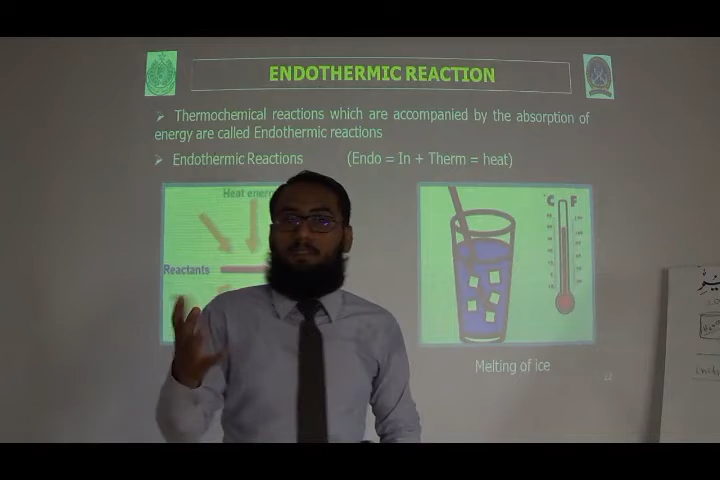 ENDOTHERMIC REACTION
➢ Thermochemical reactions which are accompanied by the absorption of
energy are called Endothermic reactions
➢ Endothermic Reactions (Endo = In + Therm = heat)
Heat energ
Reactants
°C F
Melting of ice
22